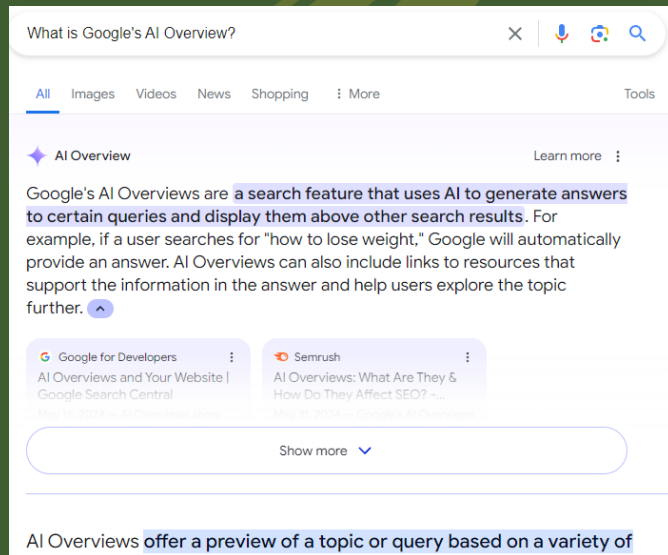 What is Google's AI Overview?
All Images Videos News Shopping More Tools
AI Overview Learn more
Google's AI Overviews are a search feature that uses AI to generate answers
to certain queries and display them above other search results. For
example, if a user searches for "how to lose weight," Google will automatically
provide an answer. AI Overviews can also include links to resources that
support the information in the answer and help users explore the topic
further.
Google for Developers
AI Overviews and Your Website |
Google Search Central
Semrush
AI Overviews: What Are They &
How Do They Affect SEO? -...
Show more
AI Overviews offer a preview of a topic or query based on a variety of